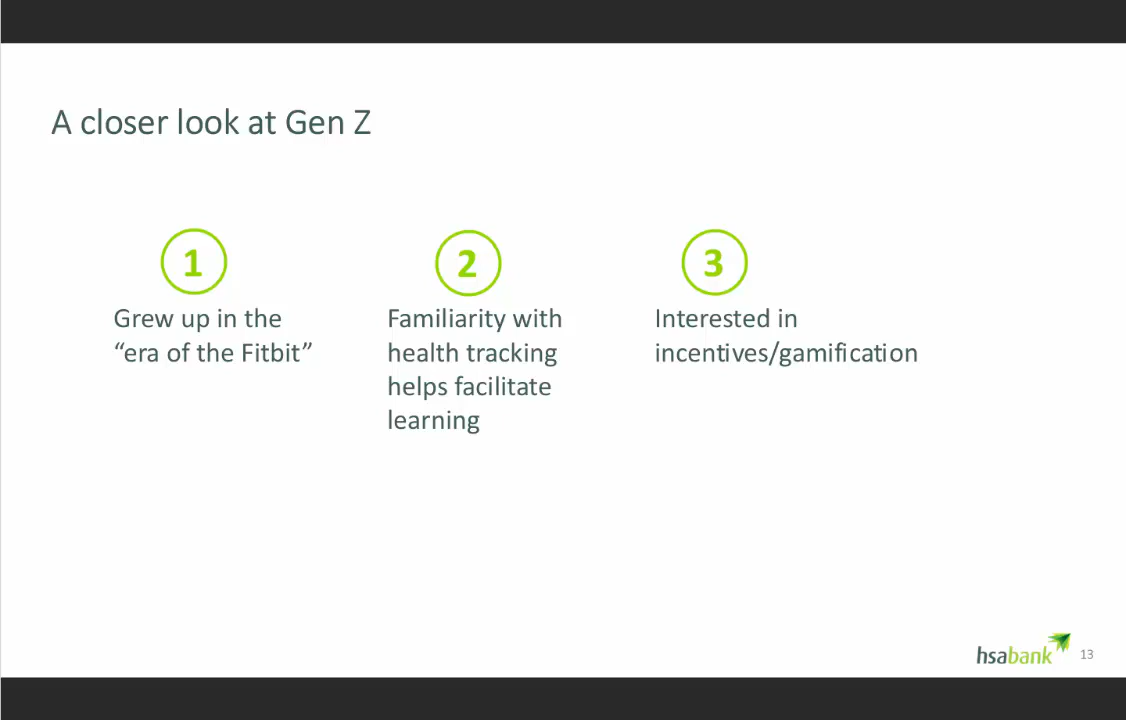 A closer look at Gen Z
1
Grew up in the
“era of the Fitbit”
2
Familiarity with
health tracking
helps facilitate
learning
3
Interested in
incentives/gamification
hsabank
13